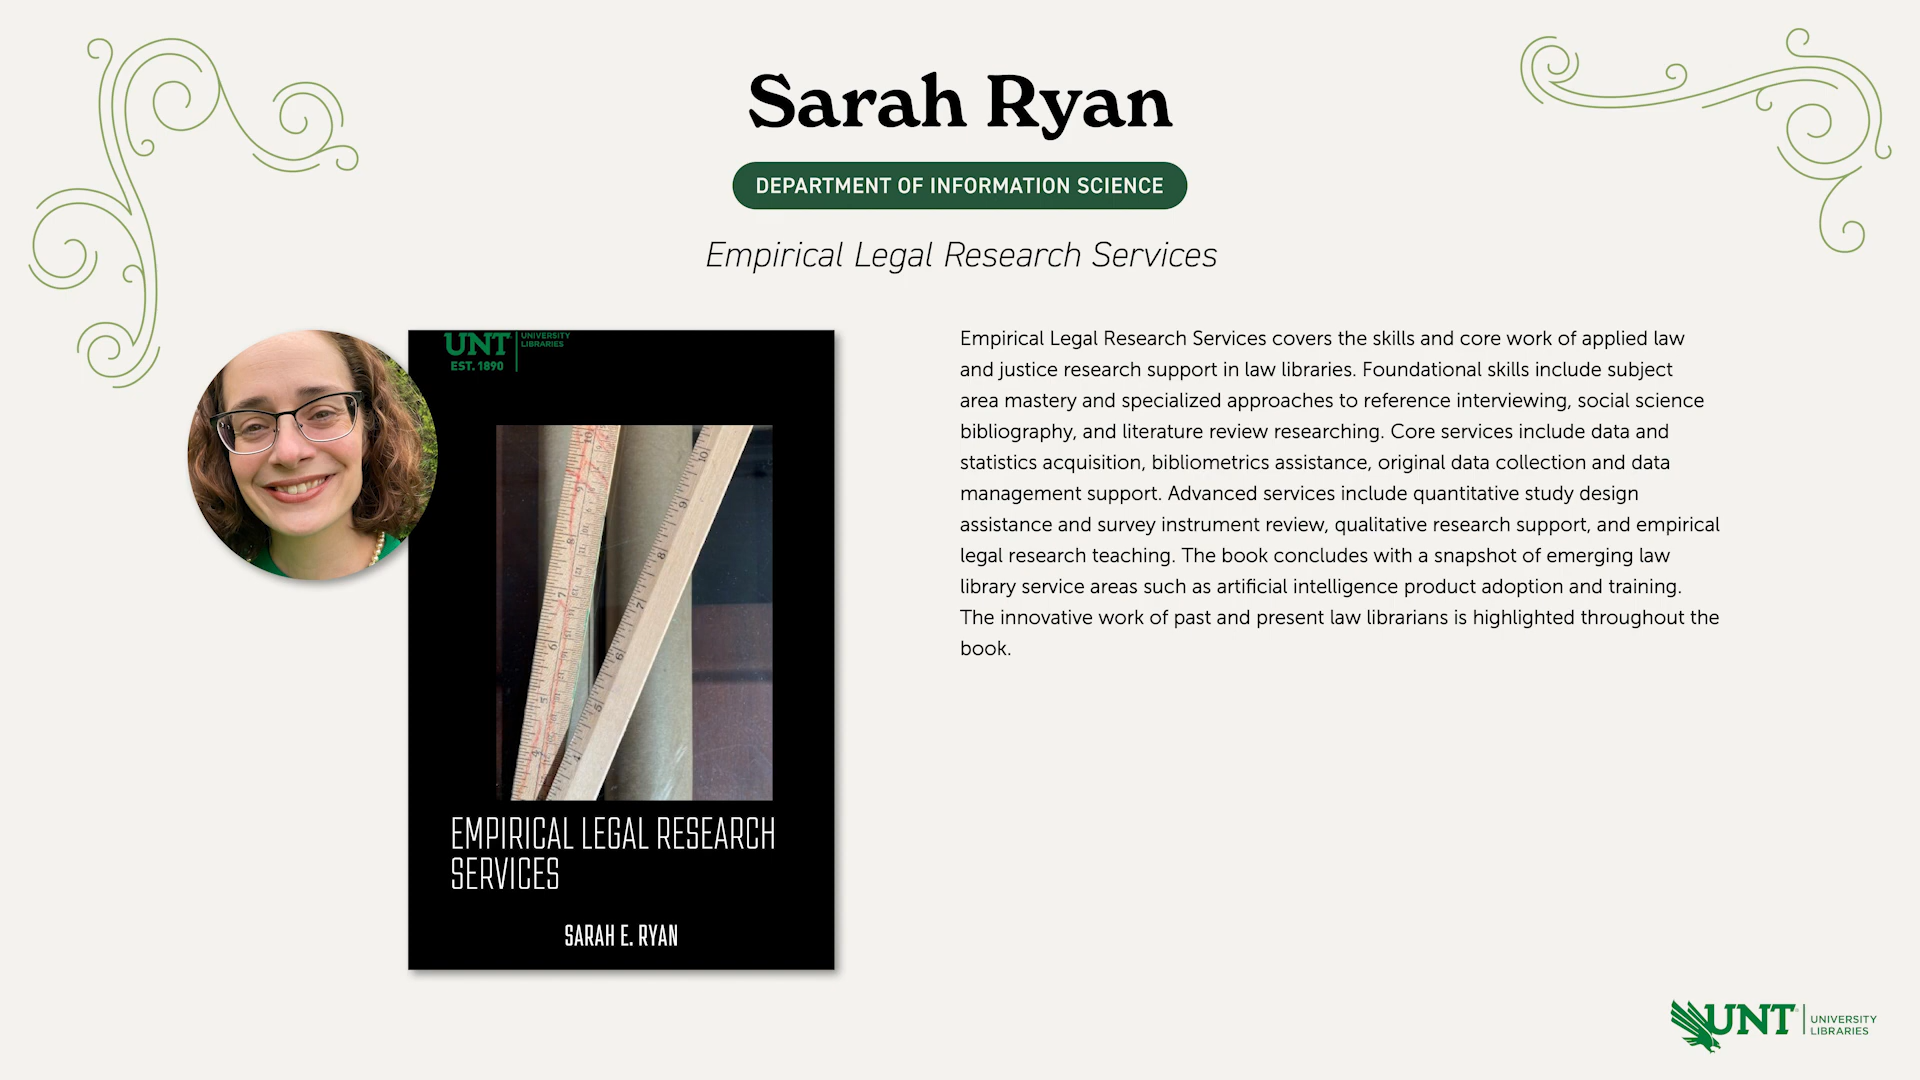 Sarah Ryan
DEPARTMENT OF INFORMATION SCIENCE
Empirical Legal Research Services
UNT
EST. 1890
UNIVERSITY
LIBRARIES
EMPIRICAL LEGAL RESEARCH
SERVICES
SARAH E. RYAN
Empirical Legal Research Services covers the skills and core work of applied law
and justice research support in law libraries. Foundational skills include subject
area mastery and specialized approaches to reference interviewing, social science
bibliography, and literature review researching. Core services include data and
statistics acquisition, bibliometrics assistance, original data collection and data
management support. Advanced services include quantitative study design
assistance and survey instrument review, qualitative research support, and empirical
legal research teaching. The book concludes with a snapshot of emerging law
library service areas such as artificial intelligence product adoption and training.
The innovative work of past and present law librarians is highlighted throughout the
book.
UNT
UNIVERSITY
LIBRARIES